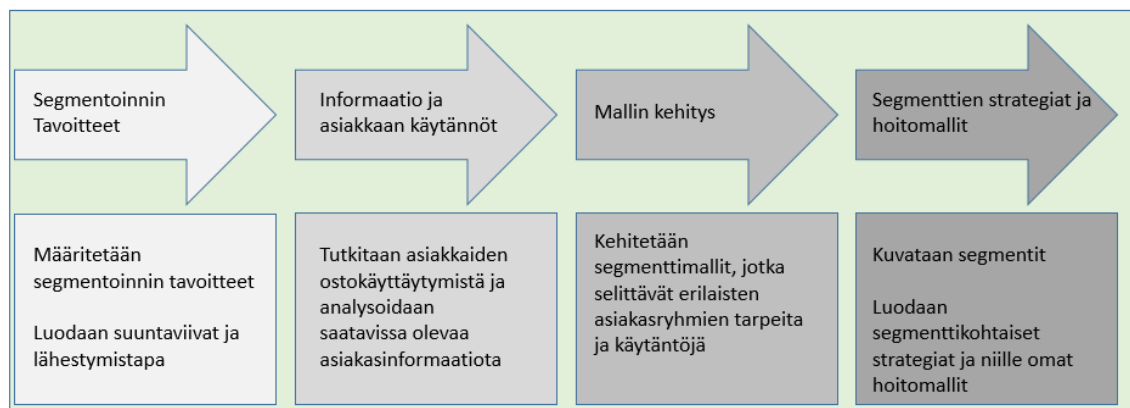 Segmentoinnin
Tavoitteet
Informaatio ja
asiakkaan käytännöt
Mallin kehitys
Segmenttien strategiat ja
hoitomallit
Määritetään
segmentoinnin tavoitteet
Luodaan suuntaviivat ja
lähestymistapa
Tutkitaan asiakkaiden
ostokäyttäytymistä ja
analysoidaan
saatavissa olevaa
asiakasinformaatiota
Kehitetään
segmenttimallit, jotka
selittävät erilaisten
asiakasryhmien tarpeita
ja käytäntöjä
Kuvataan segmentit
Luodaan
segmenttikohtaiset
strategiat ja niille omat
hoitomallit